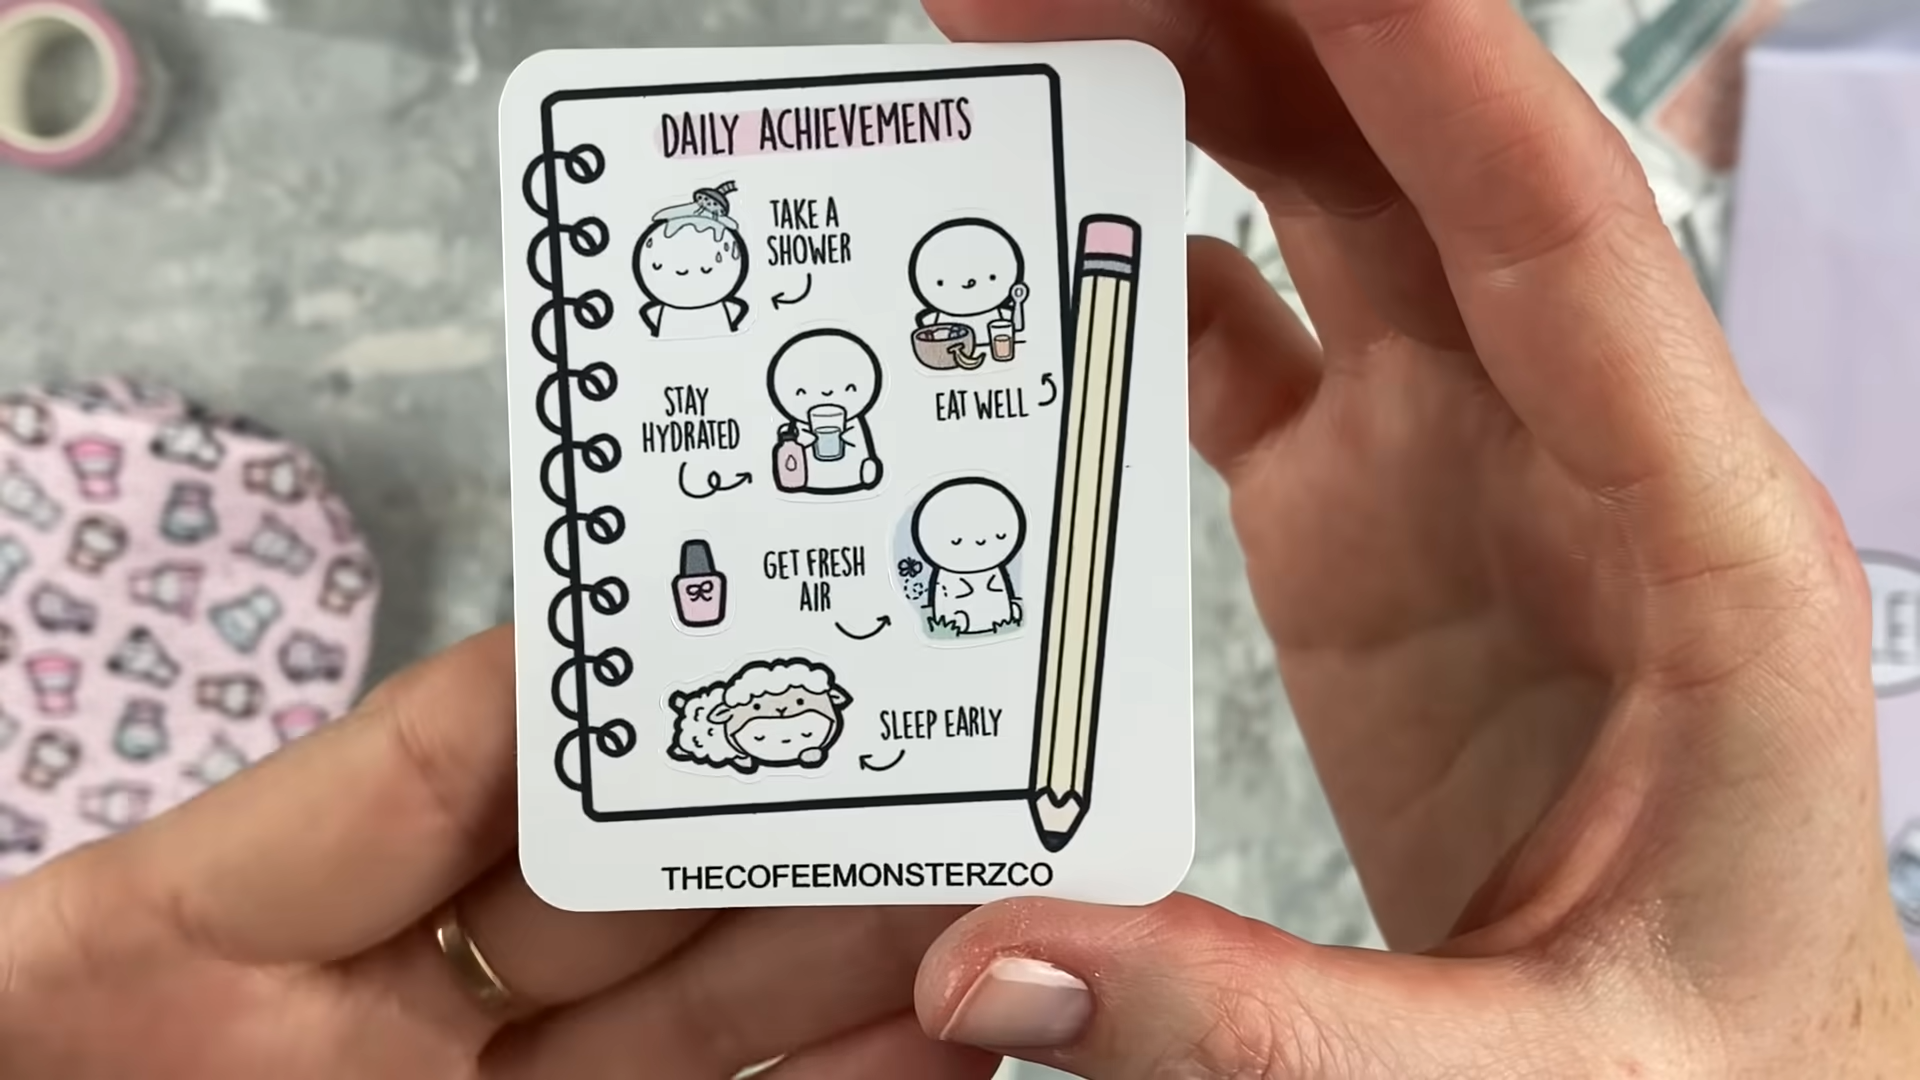 DAILY ACHIEVEMENTS
TAKE A
SHOWER
EAT WELL
STAY
HYDRATED
GET FRESH
AIR
SLEEP EARLY
THECOFEEMONSTERZCO